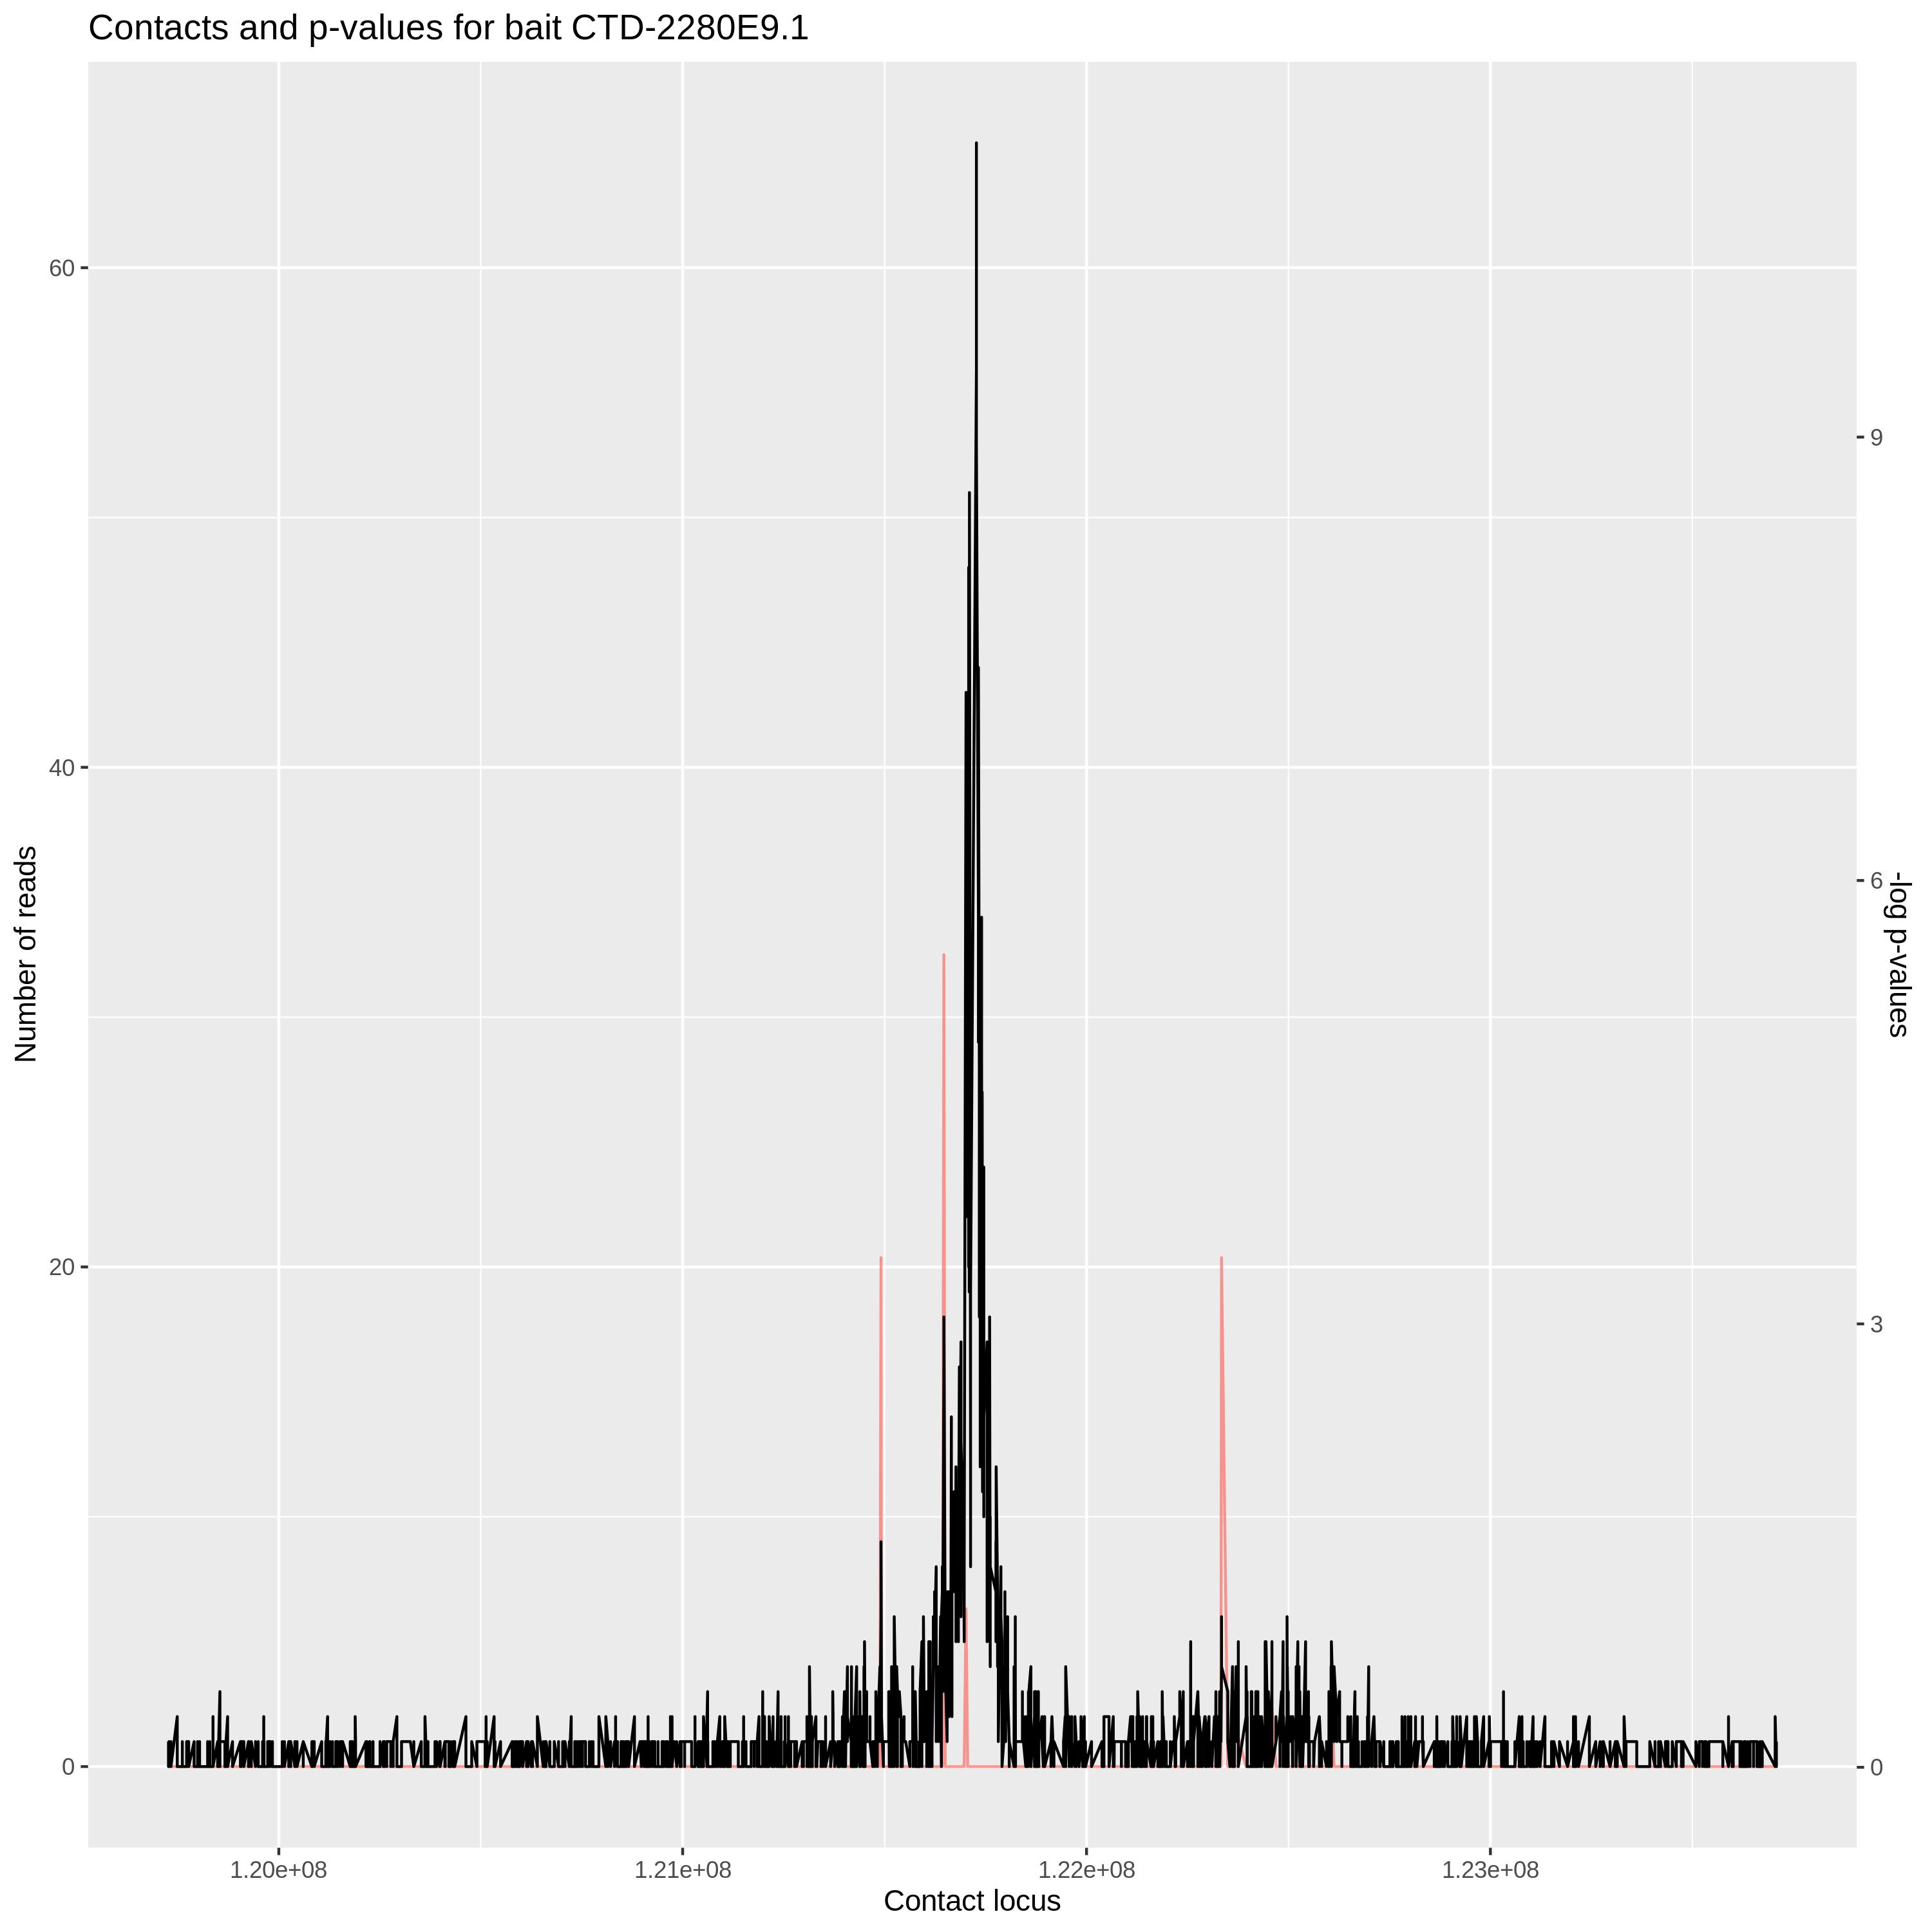 Contacts and p-values for bait CTD-2280E9.1
Number of reads
60
40
20
0
-log p-values
9
6
3
0
1.20e+08
1.21e+08
1.22e+08
1.23e+08
Contact locus